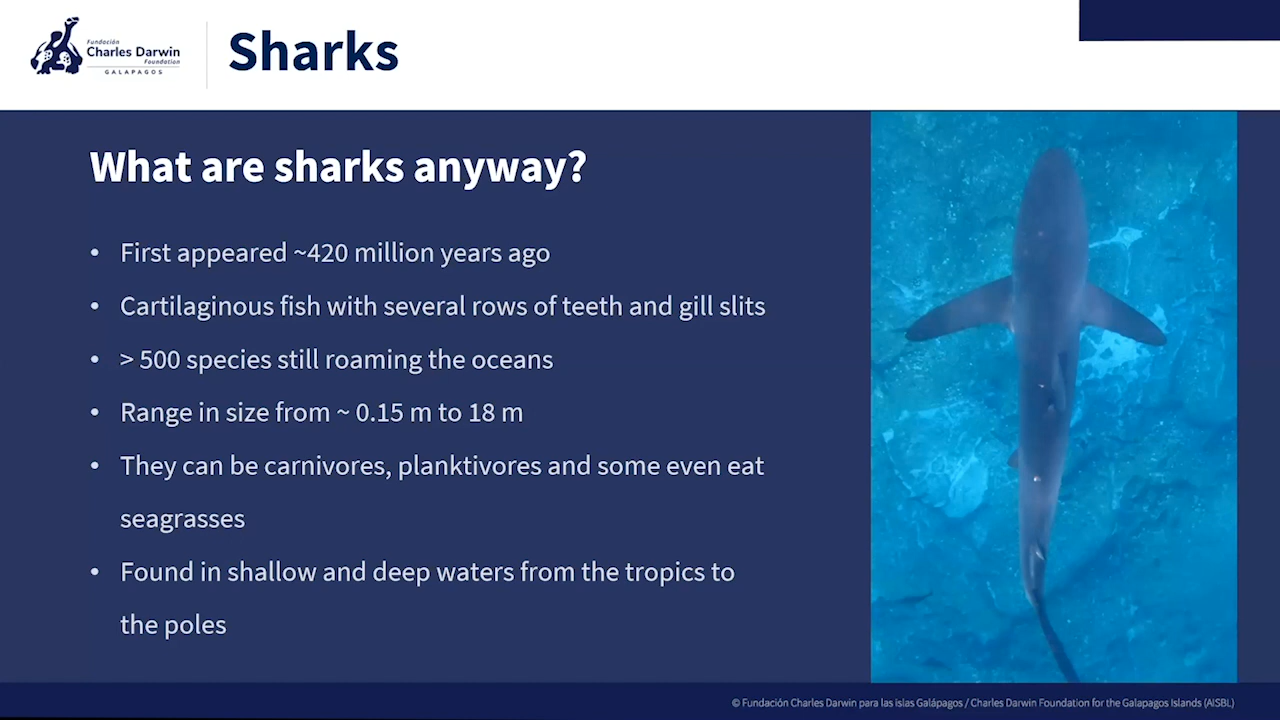 Fundación
Charles Darwin
Foundation
GALAPAGOS
Sharks
What are sharks anyway?
• First appeared ~420 million years ago
• Cartilaginous fish with several rows of teeth and gill slits
• > 500 species still roaming the oceans
• Range in size from ~ 0.15 m to 18 m
• They can be carnivores, planktivores and some even eat
seagrasses
• Found in shallow and deep waters from the tropics to
the poles
© Fundación Charles Darwin para las islas Galápagos / Charles Darwin Foundation for the Galapagos Islands (AISBL)